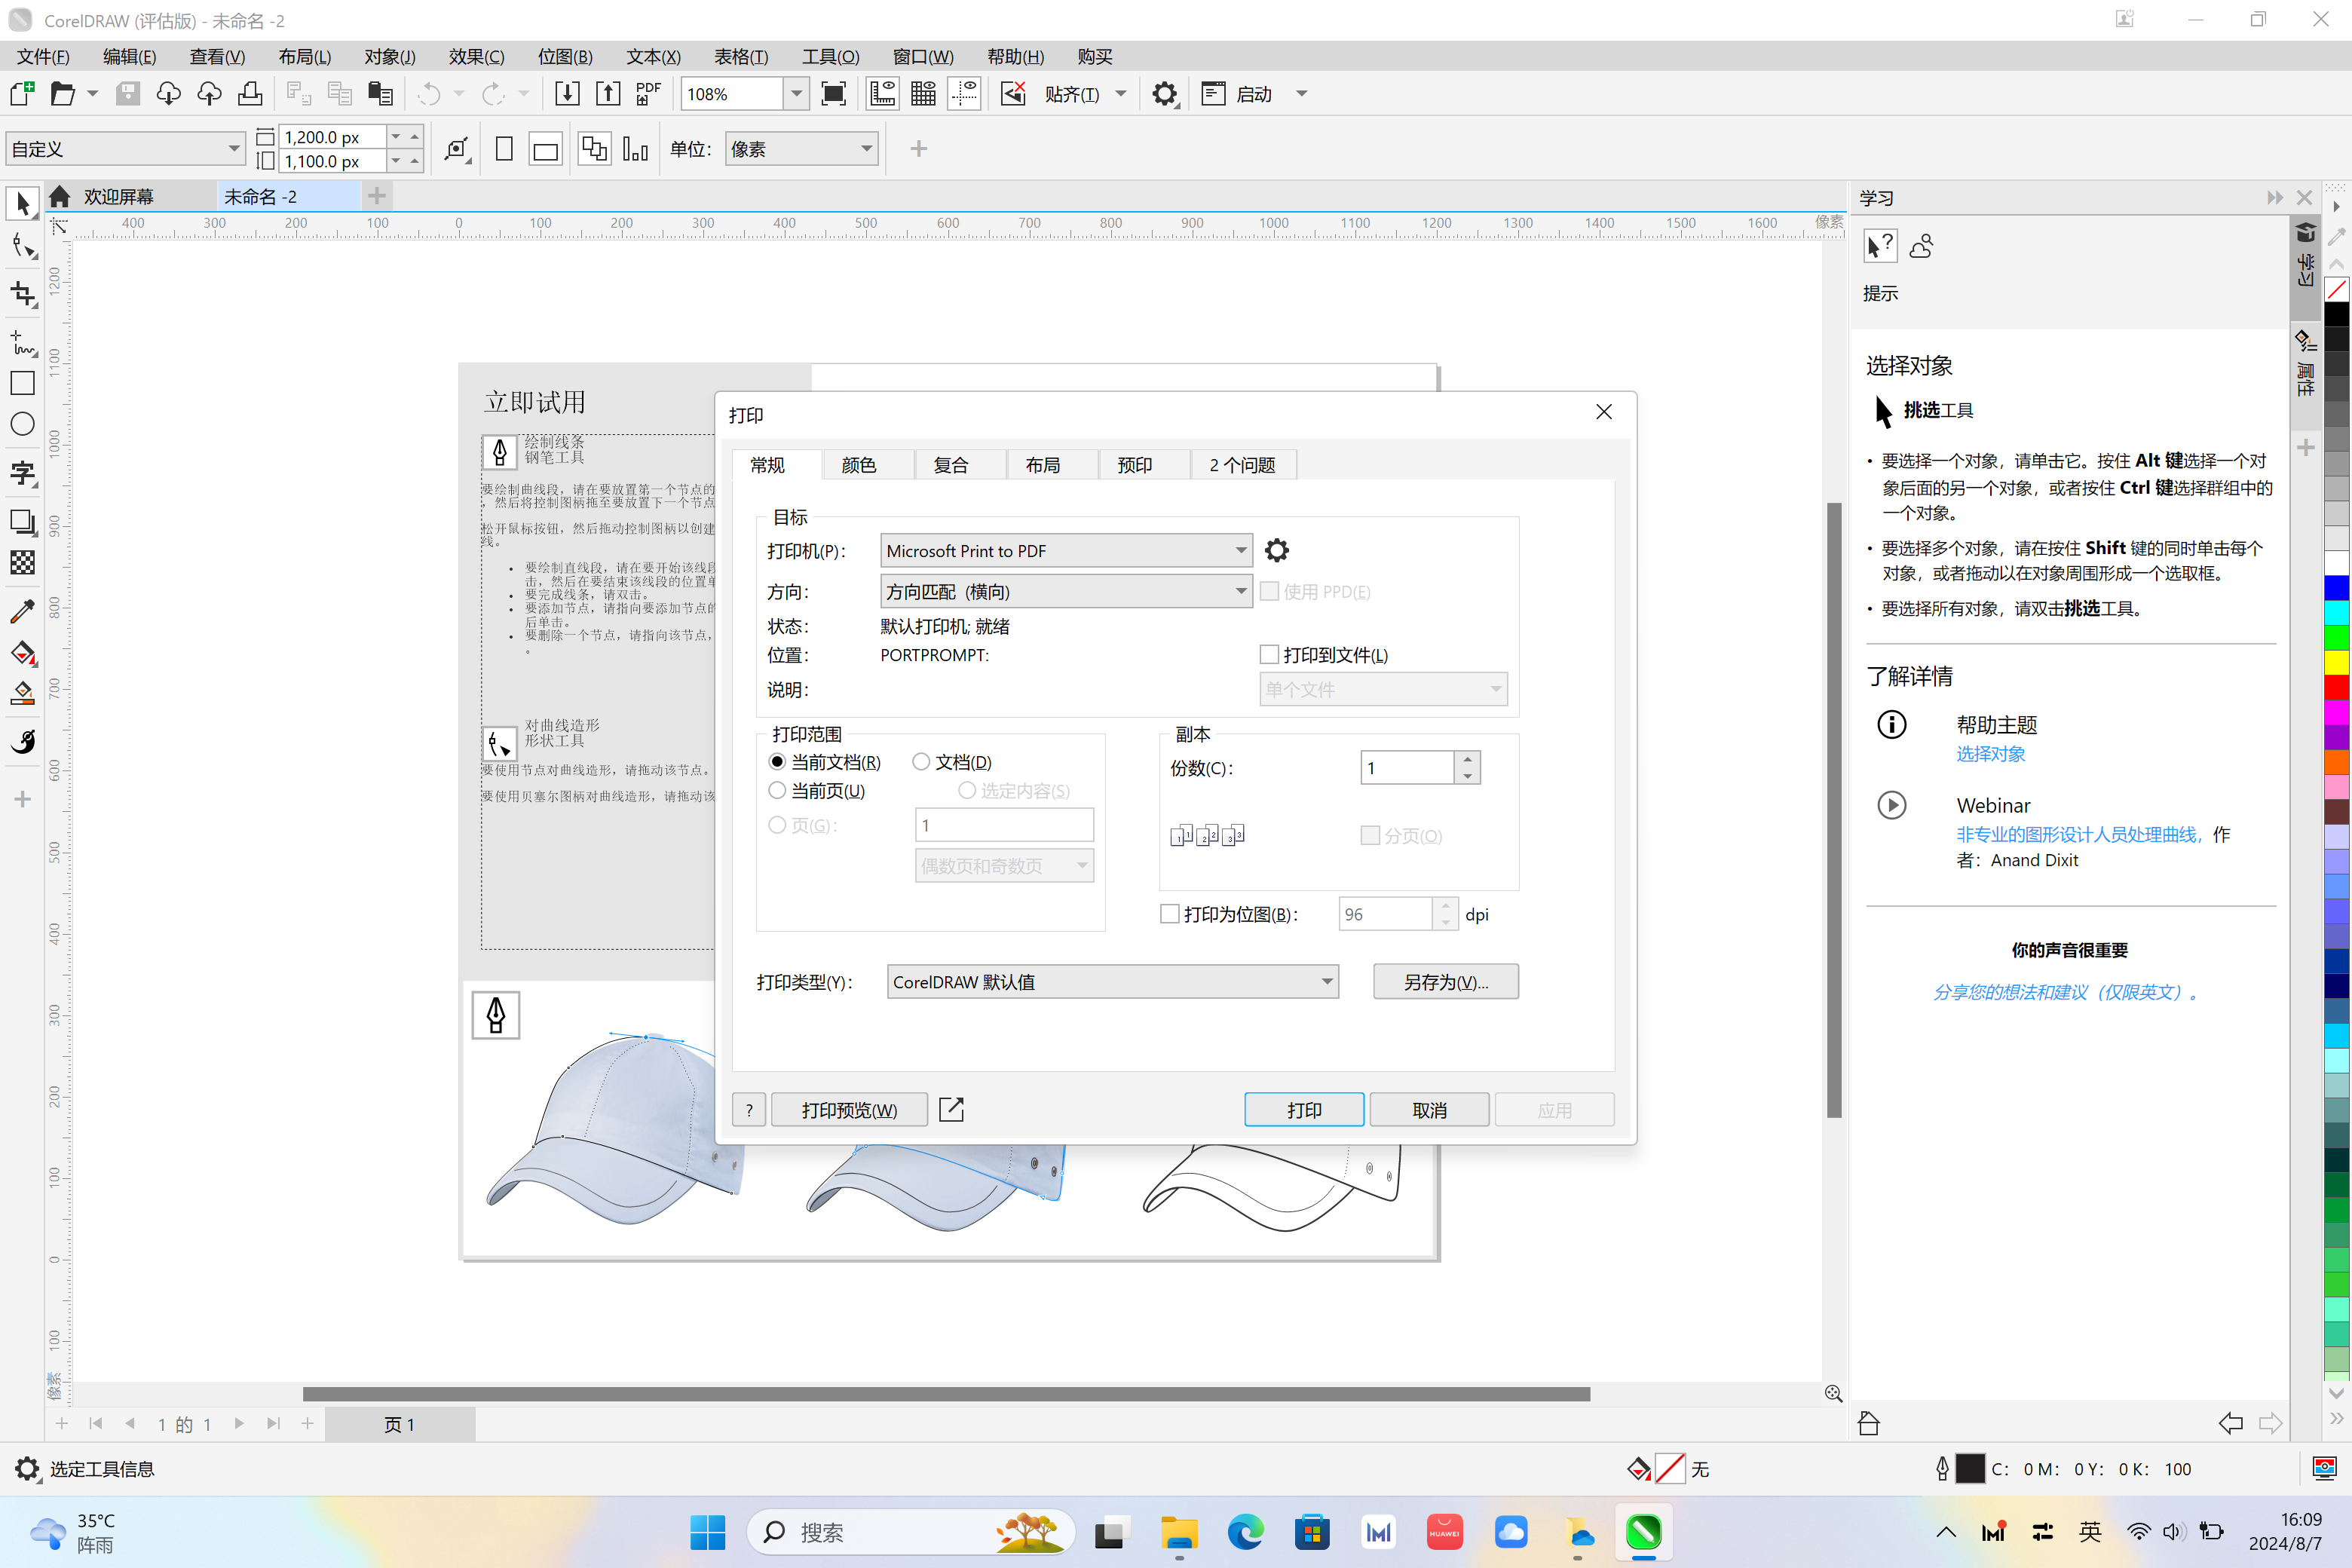 CorelDRAW (评估版) - 未命名 -2
文件(F) 编辑(E) 查看(V) 布局(L) 对象(J) 效果(C) 位图(B) 文本(X) 表格(T) 工具(O) 窗口(W) 帮助(H) 购买
PDF 108% 贴齐(T) 启动
自定义 1,200.0 px 1,100.0 px 单位: 像素
欢迎屏幕 未命名 -2
400 300 200 100 0 100 200 300 400 500 600 700 800 900 1000 1100 1200 1300 1400 1500 1600 像素
1200
1100
1000
900
800
700
600
500
400
300
200
100
0
100
像素
立即试用
绘制线条
钢笔工具
要绘制曲线段，请在要放置第一个节点的
，然后将控制图柄拖至要放置下一个节点
松开鼠标按钮，然后拖动控制图柄以创建
线。
• 要绘制直线段，请在要开始该线段
击，然后在要结束该线段的位置单
• 要完成线条，请双击。
• 要添加节点，请指向要添加节点的
后单击。
• 要删除一个节点，请指向该节点，
。
对曲线造形
形状工具
要使用节点对曲线造形，请拖动该节点。
要使用贝塞尔图柄对曲线造形，请拖动该
打印
常规 颜色 复合 布局 预印 2 个问题
目标
打印机(P): Microsoft Print to PDF
方向: 方向匹配 (横向) 使用 PPD(E)
状态: 默认打印机; 就绪
位置: PORTPROMPT: 打印到文件(L)
说明: 单个文件
打印范围
当前文档(R) 文档(D)
当前页(U) 选定内容(S)
页(G): 1
偶数页和奇数页
副本
份数(C): 1
1 1 2 2 3 3 分页(O)
打印为位图(B): 96 dpi
打印类型(Y): CorelDRAW 默认值 另存为(V)...
? 打印预览(W) 打印 取消 应用
学习
提示
选择对象
挑选工具
• 要选择一个对象，请单击它。按住 Alt 键选择一个对
象后面的另一个对象，或者按住 Ctrl 键选择群组中的
一个对象。
• 要选择多个对象，请在按住 Shift 键的同时单击每个
对象，或者拖动以在对象周围形成一个选取框。
• 要选择所有对象，请双击挑选工具。
了解详情
帮助主题
选择对象
Webinar
非专业的图形设计人员处理曲线，作
者：Anand Dixit
你的声音很重要
分享您的想法和建议（仅限英文）。
学习
属性
字
1 的 1 页 1
选定工具信息 无 C: 0 M: 0 Y: 0 K: 100
35°C
阵雨
搜索
HUAWEI
英
16:09
2024/8/7